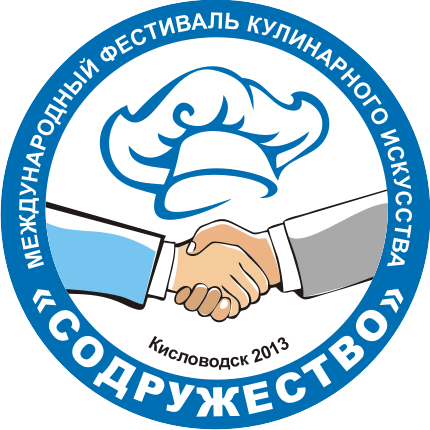 МЕЖДУНАРОДНЫЙ ФЕСТИВАЛЬ КУЛИНАРНОГО ИСКУССТВА
Кисловодск 2013
«СОДРУЖЕСТВО»